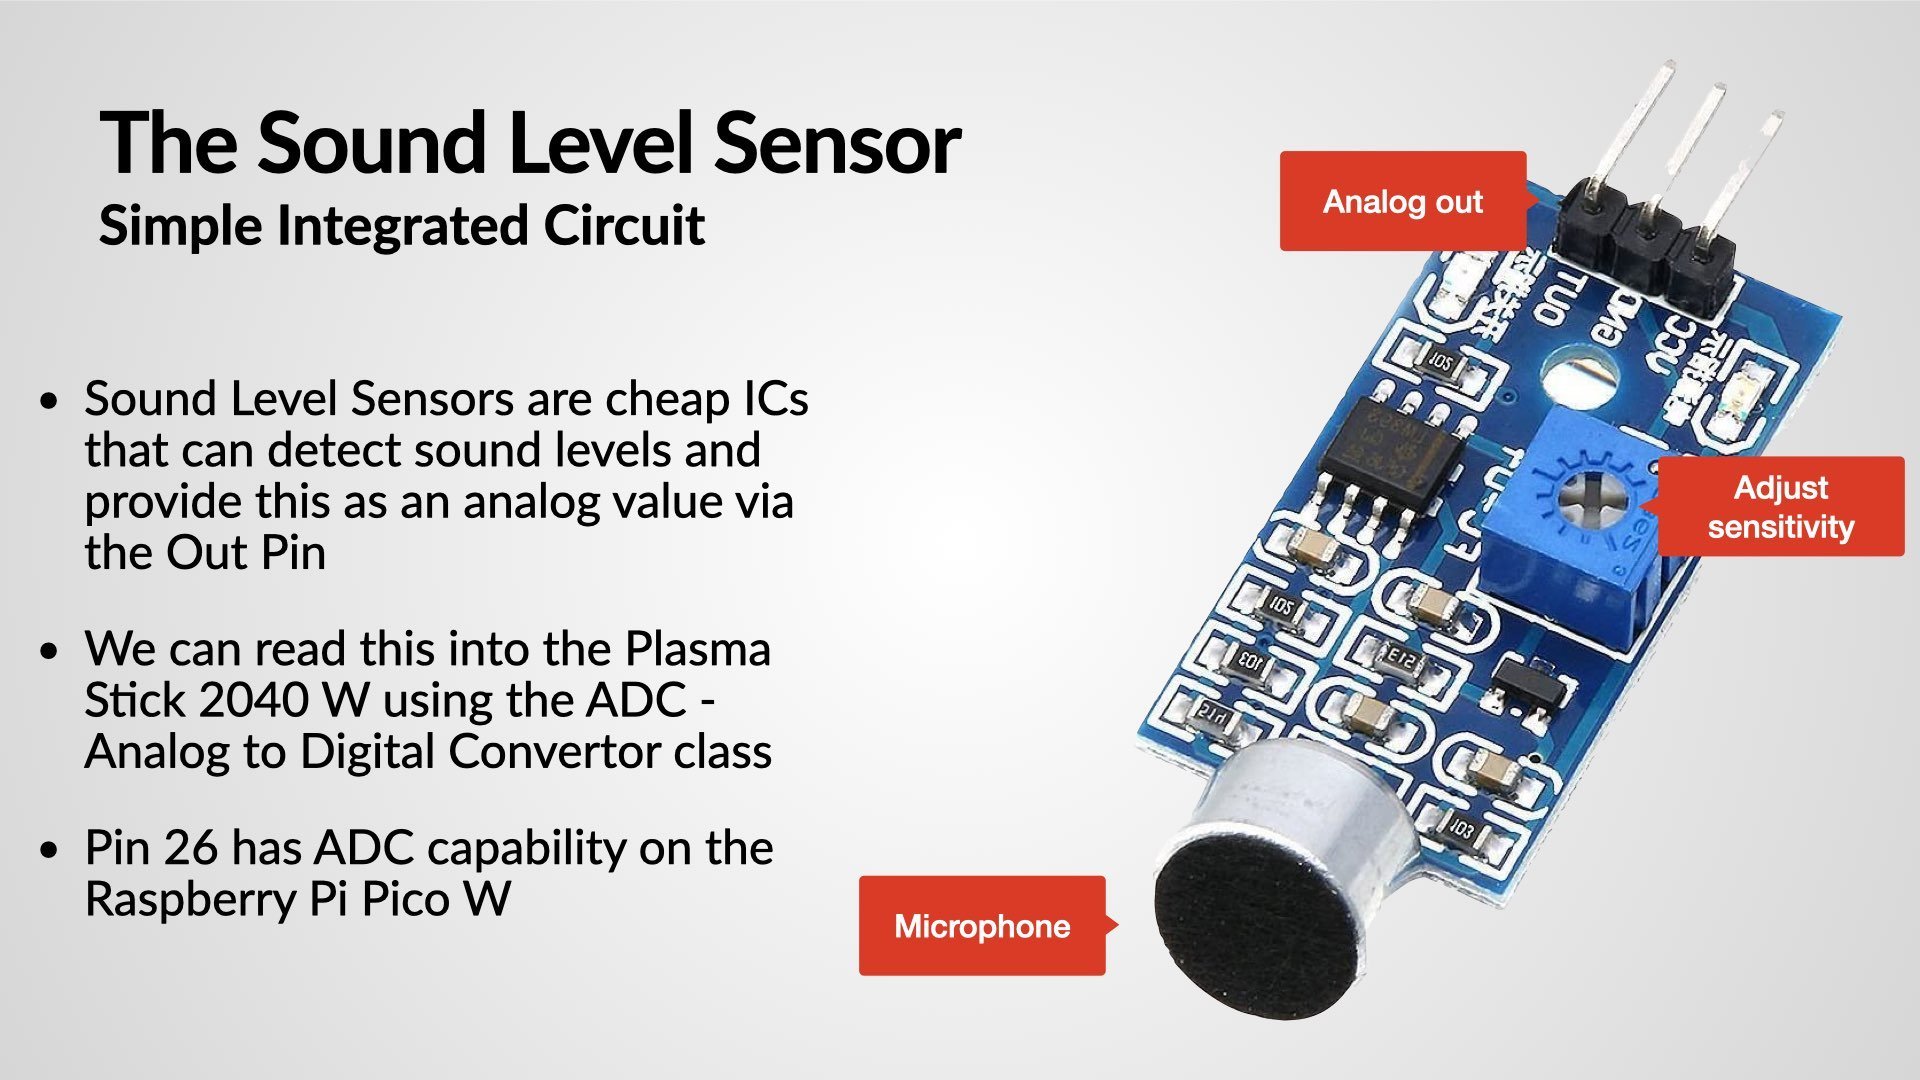 The Sound Level Sensor
Simple Integrated Circuit
• Sound Level Sensors are cheap ICs
that can detect sound levels and
provide this as an analog value via
the Out Pin
• We can read this into the Plasma
Stick 2040 W using the ADC -
Analog to Digital Convertor class
• Pin 26 has ADC capability on the
Raspberry Pi Pico W
Analog out
OUT
GND
VCC
105
Adjust
sensitivity
105
103
513
103
Microphone